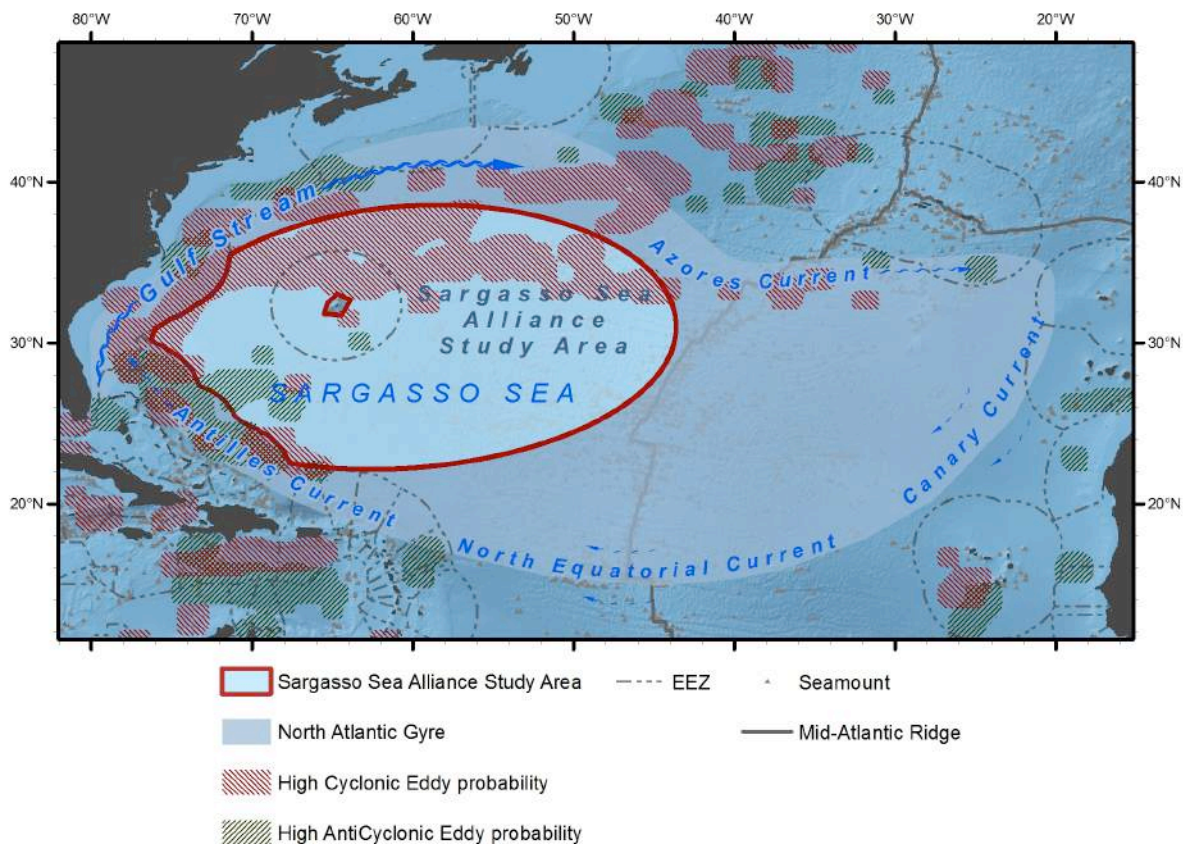 80°W 70°W 60°W 50°W 40°W 30°W 20°W
40°N 40°N
Gulf Stream
Azores Current
Sargasso Sea
Alliance
Study Area
30°N 30°N
SARGASSO SEA
Canary Current
Antilles Current
20°N 20°N
North Equatorial Current
80°W 70°W 60°W 50°W 40°W 30°W 20°W
Sargasso Sea Alliance Study Area EEZ Seamount
North Atlantic Gyre Mid-Atlantic Ridge
High Cyclonic Eddy probability
High AntiCyclonic Eddy probability